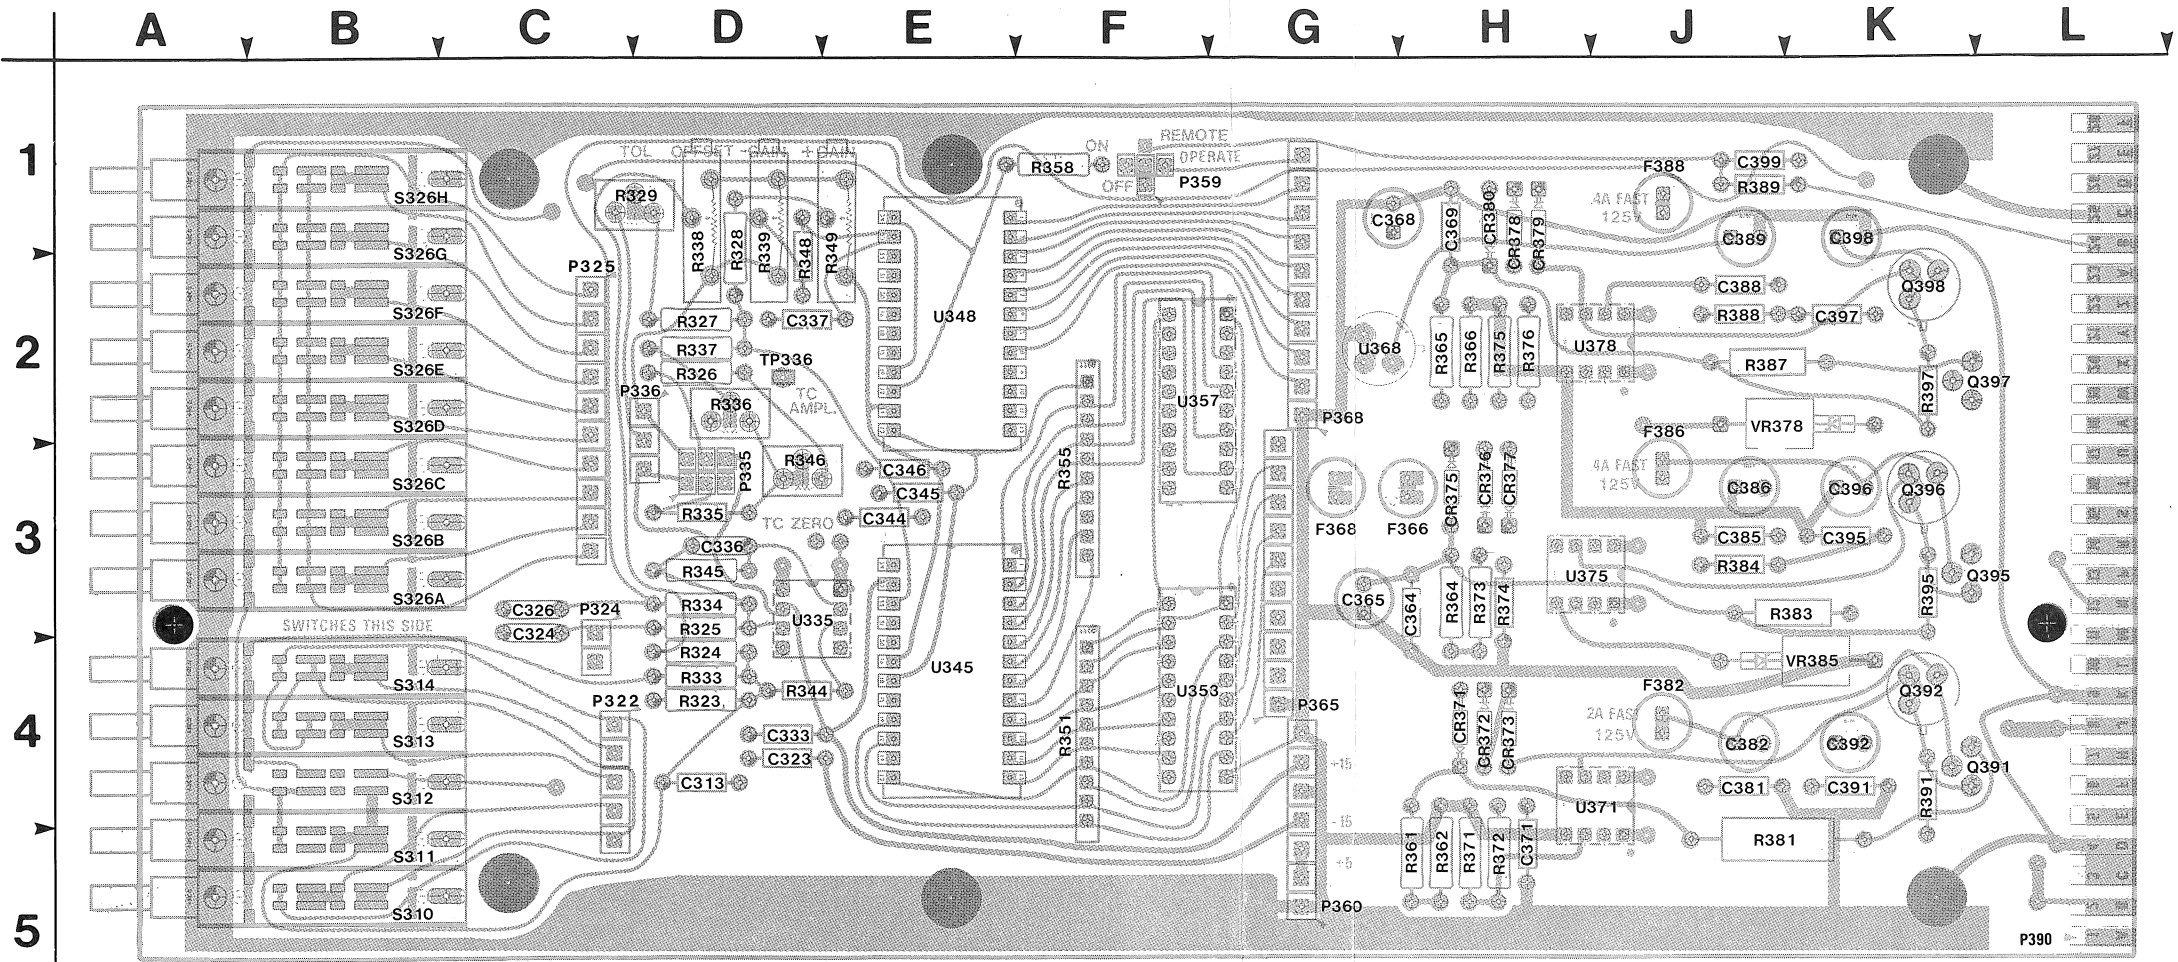 A B C D E F G H J K L
1
2
3
4
5
REMOTE
ON
OPERATE
OFF
P359
R358
TOL OFFSET -GAIN +GAIN
R329
S326H
S326G
S326F
S326E
S326D
S326C
S326B
S326A
SWITCHES THIS SIDE
S314
S313
S312
S311
S310
P325
R338
R328
R339
R348
R349
R327
C337
R337
TP336
R326
P336
R336
TC
AMPL.
P335
R346
C346
C345
R335
TC ZERO
C344
C336
R345
C326
P324
R334
C324
R325
U335
R324
R333
R344
R323
P322
C333
C323
C313
U348
U345
R355
R351
U357
U353
P368
P365
+15
-15
+5
P360
C368
C369
CR380
CR378
CR379
U368
R365
R366
R375
R376
U378
F388
.4A FAST
125V
C399
R389
C389
C398
C388
Q398
R388
C397
R387
R397
Q397
VR378
F386
.4A FAST
125V
F368
F366
CR375
CR376
CR377
C386
C396
Q396
C385
C395
R384
U375
C365
C364
R364
R373
R374
R383
R395
Q395
VR385
F382
2A FAST
125V
CR371
CR372
CR373
Q392
C382
C392
Q391
C381
C391
R391
U371
R361
R362
R371
R372
C371
R381
P390